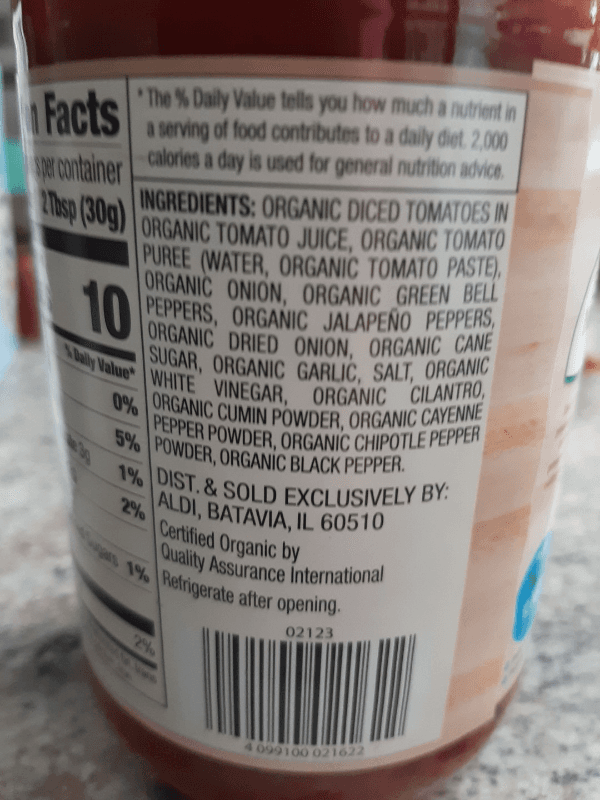 Facts
per container
2 Tbsp (30g)
10
% Daily Value*
0%
5%
1%
2%
1%
2%
* The % Daily Value tells you how much a nutrient in
a serving of food contributes to a daily diet. 2,000
calories a day is used for general nutrition advice.
INGREDIENTS: ORGANIC DICED TOMATOES IN
ORGANIC TOMATO JUICE, ORGANIC TOMATO
PUREE (WATER, ORGANIC TOMATO PASTE),
ORGANIC ONION, ORGANIC GREEN BELL
PEPPERS, ORGANIC JALAPEÑO PEPPERS,
ORGANIC DRIED ONION, ORGANIC CANE
SUGAR, ORGANIC GARLIC, SALT, ORGANIC
WHITE VINEGAR, ORGANIC CILANTRO,
ORGANIC CUMIN POWDER, ORGANIC CAYENNE
PEPPER POWDER, ORGANIC CHIPOTLE PEPPER
POWDER, ORGANIC BLACK PEPPER.
DIST. & SOLD EXCLUSIVELY BY:
ALDI, BATAVIA, IL 60510
Certified Organic by
Quality Assurance International
Refrigerate after opening.
02123
4 099100 021622